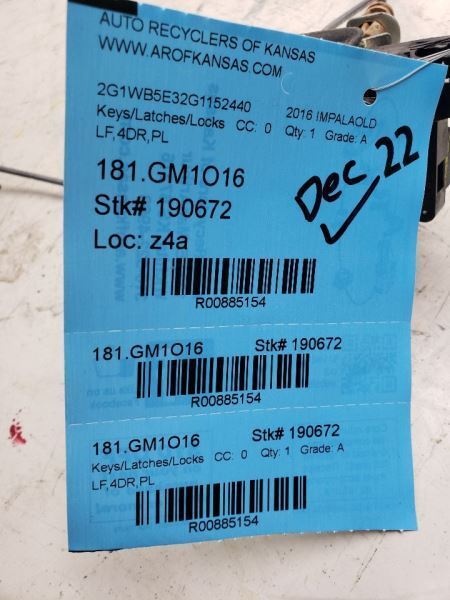 AUTO RECYCLERS OF KANSAS
WWW.AROFKANSAS.COM
2G1WB5E32G1152440 2016 IMPALAOLD
Keys/Latches/Locks CC: 0 Qty: 1 Grade: A
LF,4DR,PL
181.GM1O16
Stk# 190672
Loc: z4a
Dec 22
R00885154
181.GM1O16 Stk# 190672
R00885154
181.GM1O16 Stk# 190672
Keys/Latches/Locks CC: 0 Qty: 1 Grade: A
LF,4DR,PL
R00885154